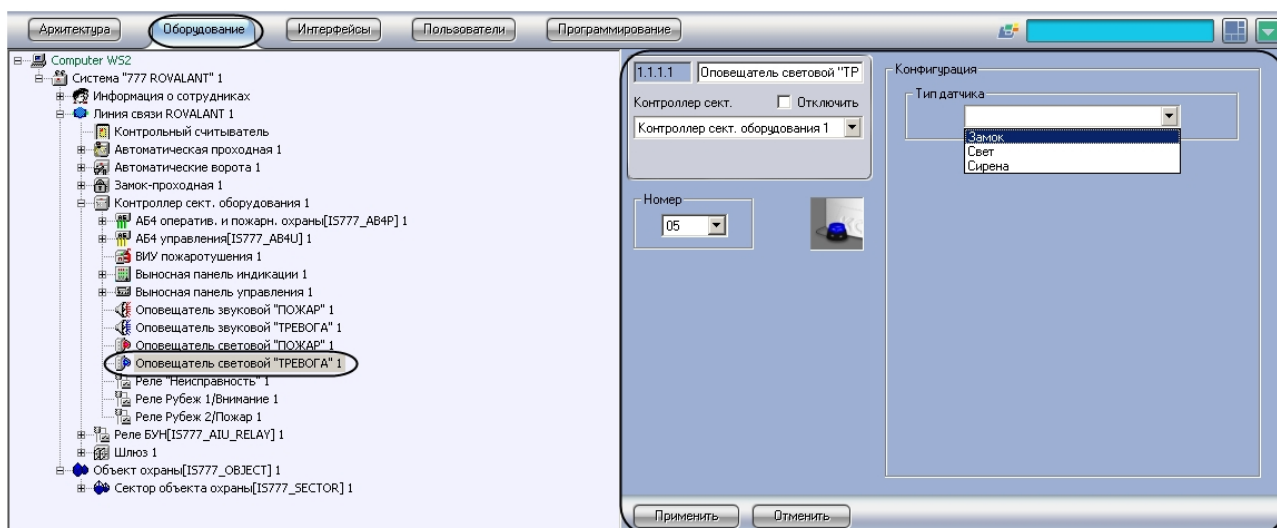 Архитектура Оборудование Интерфейсы Пользователи Программирование
Computer WS2
Система "777 ROVALANT" 1
Информация о сотрудниках
Линия связи ROVALANT 1
Контрольный считыватель
Автоматическая проходная 1
Автоматические ворота 1
Замок-проходная 1
Контроллер сект. оборудования 1
АБ4 оператив. и пожарн. охраны[IS777_AB4P] 1
АБ4 управления[IS777_AB4U] 1
ВИУ пожаротушения 1
Выносная панель индикации 1
Выносная панель управления 1
Оповещатель звуковой "ПОЖАР" 1
Оповещатель звуковой "ТРЕВОГА" 1
Оповещатель световой "ПОЖАР" 1
Оповещатель световой "ТРЕВОГА" 1
Реле "Неисправность" 1
Реле Рубеж 1/Внимание 1
Реле Рубеж 2/Пожар 1
Реле БУН[IS777_AIU_RELAY] 1
Шлюз 1
Объект охраны[IS777_OBJECT] 1
Сектор объекта охраны[IS777_SECTOR] 1
1.1.1.1 Оповещатель световой "ТР
Контроллер сект. Отключить
Контроллер сект. оборудования 1
Номер
05
Конфигурация
Тип датчика
Замок
Свет
Сирена
Применить Отменить